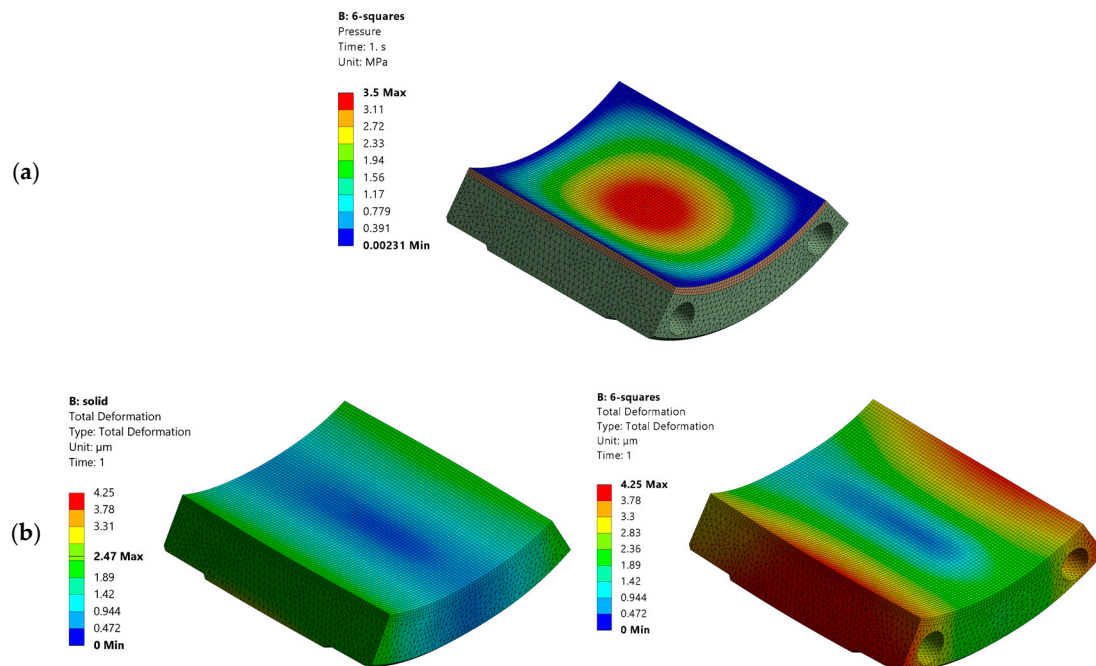 B: 6-squares
Pressure
Time: 1. s
Unit: MPa
3.5 Max
3.11
2.72
2.33
1.94
1.56
1.17
0.779
0.391
0.00231 Min
(a)
B: solid
Total Deformation
Type: Total Deformation
Unit: µm
Time: 1
4.25
3.78
3.31
2.47 Max
1.89
1.42
0.944
0.472
0 Min
(b)
B: 6-squares
Total Deformation
Type: Total Deformation
Unit: µm
Time: 1
4.25 Max
3.78
3.3
2.83
2.36
1.89
1.42
0.944
0.472
0 Min